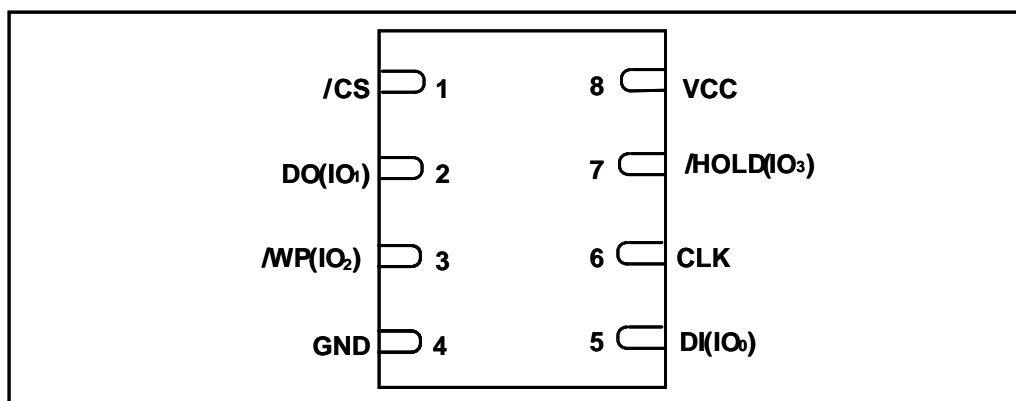 /CS 1 8 VCC
DO(IO₁) 2 7 /HOLD(IO₃)
/WP(IO₂) 3 6 CLK
GND 4 5 DI(IO₀)